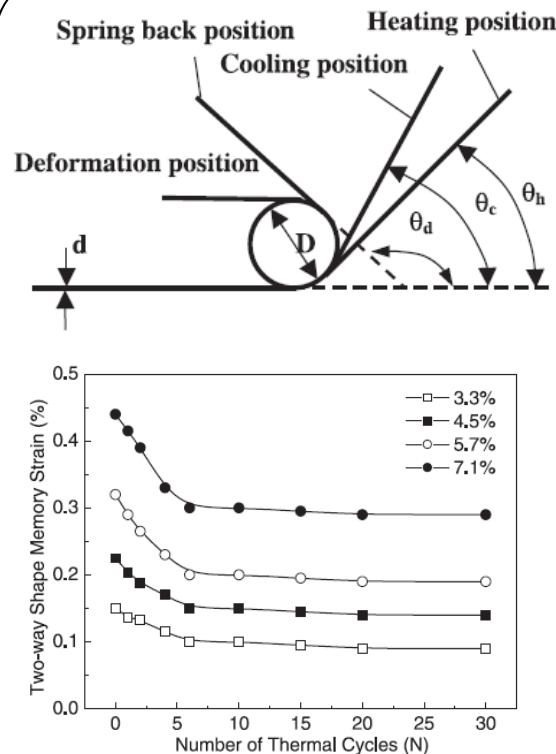 Heating position
Spring back position
Cooling position
Deformation position
θh
θc
θd
D
d
0.5
0.4
0.3
0.2
0.1
0.0
3.3%
4.5%
5.7%
7.1%
Two-way Shape Memory Strain (%)
0 5 10 15 20 25 30
Number of Thermal Cycles (N)